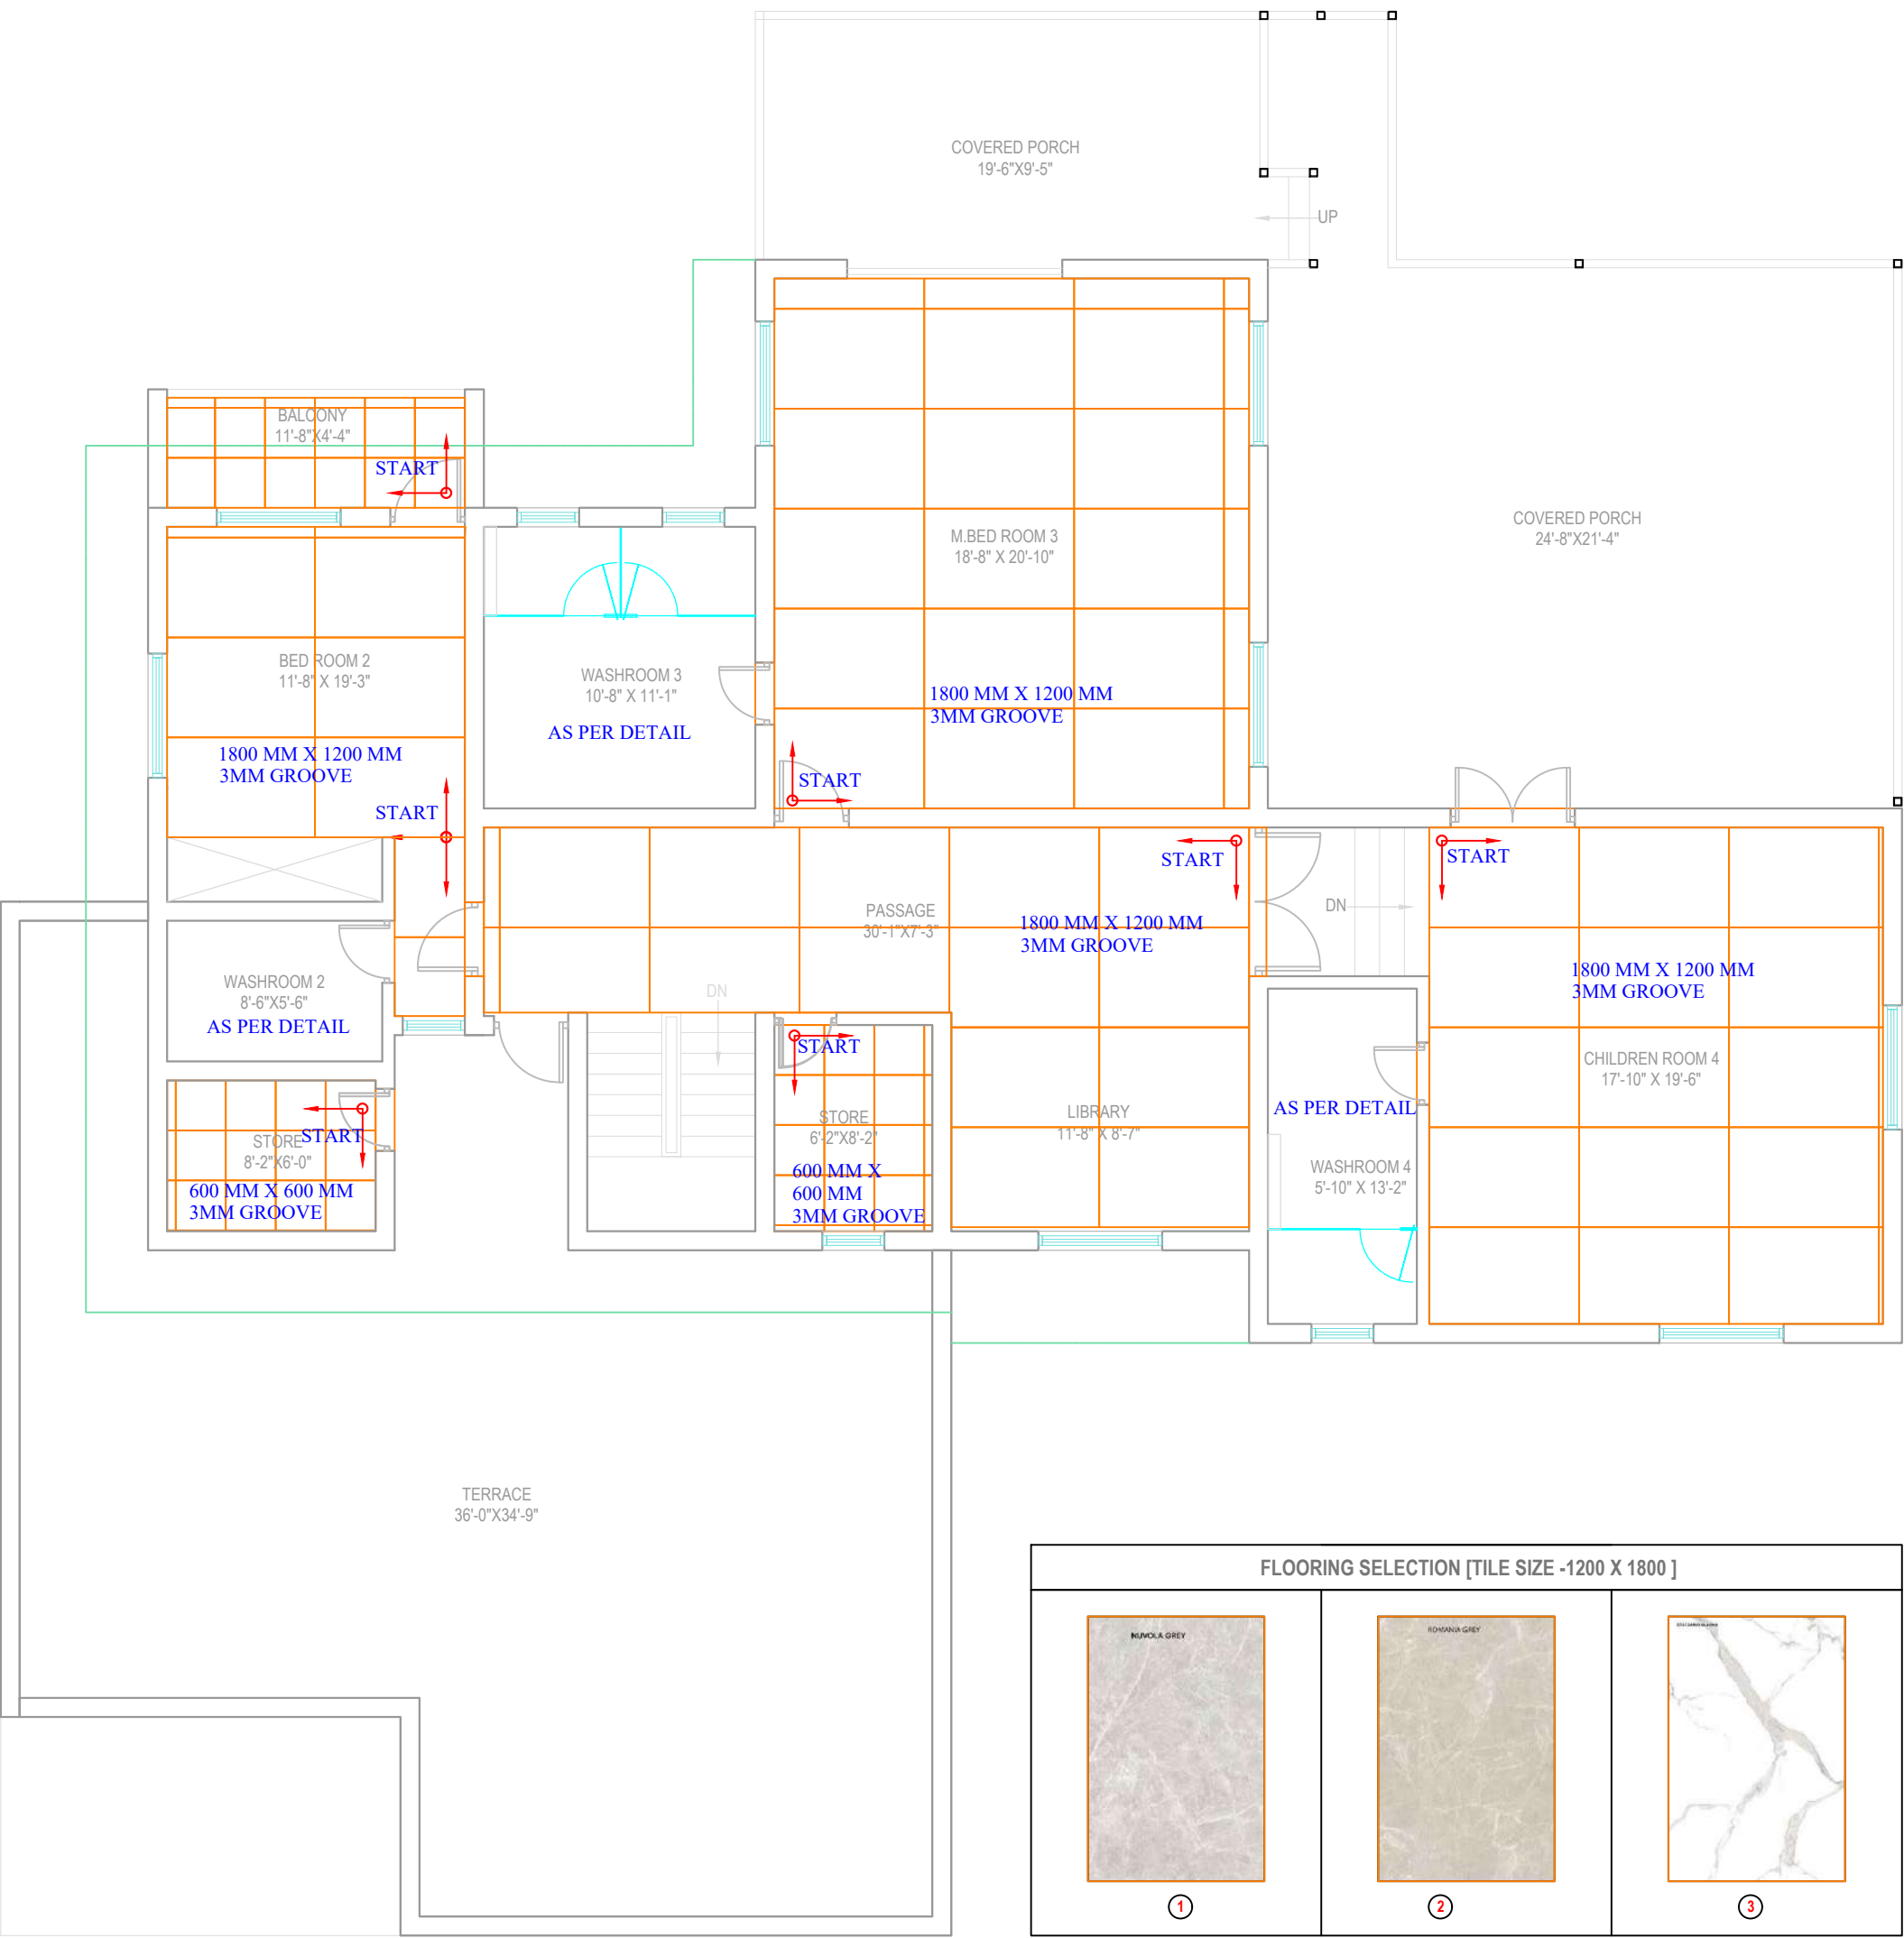 COVERED PORCH
19'-6"X9'-5"
UP
BALCONY
11'-8"X4'-4"
START
COVERED PORCH
24'-8"X21'-4"
M.BED ROOM 3
18'-8" X 20'-10"
BED ROOM 2
11'-8" X 19'-3"
WASHROOM 3
10'-8" X 11'-1"
AS PER DETAIL
1800 MM X 1200 MM
3MM GROOVE
1800 MM X 1200 MM
3MM GROOVE
START
START
START
START
PASSAGE
30'-1"X7'-3"
1800 MM X 1200 MM
3MM GROOVE
DN
1800 MM X 1200 MM
3MM GROOVE
WASHROOM 2
8'-6"X5'-6"
AS PER DETAIL
DN
START
CHILDREN ROOM 4
17'-10" X 19'-6"
START
STORE
8'-2"X6'-0"
600 MM X 600 MM
3MM GROOVE
STORE
6'-2"X8'-2"
600 MM X
600 MM
3MM GROOVE
LIBRARY
11'-8" X 8'-7"
AS PER DETAIL
WASHROOM 4
5'-10" X 13'-2"
TERRACE
36'-0"X34'-9"
FLOORING SELECTION [TILE SIZE -1200 X 1800 ]
NUVOLA GREY
ROMANIA GREY
1
2
3